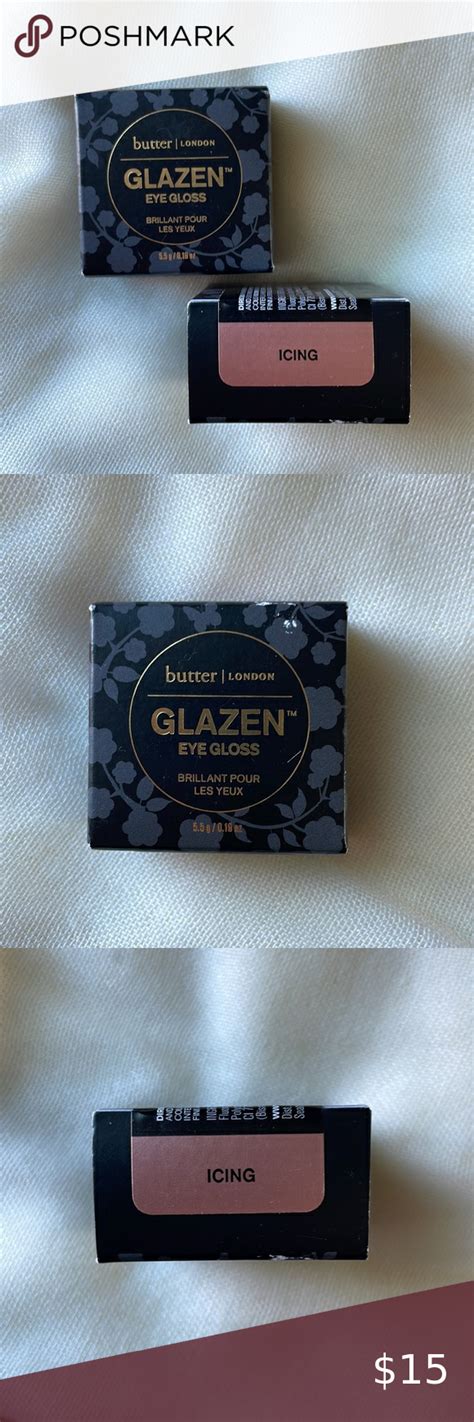 POSHMARK
butter | LONDON
GLAZEN™
EYE GLOSS
BRILLANT POUR
LES YEUX
5.5 g / 0.18 oz
ICING
butter | LONDON
GLAZEN™
EYE GLOSS
BRILLANT POUR
LES YEUX
5.5 g / 0.18 oz
ICING
$15